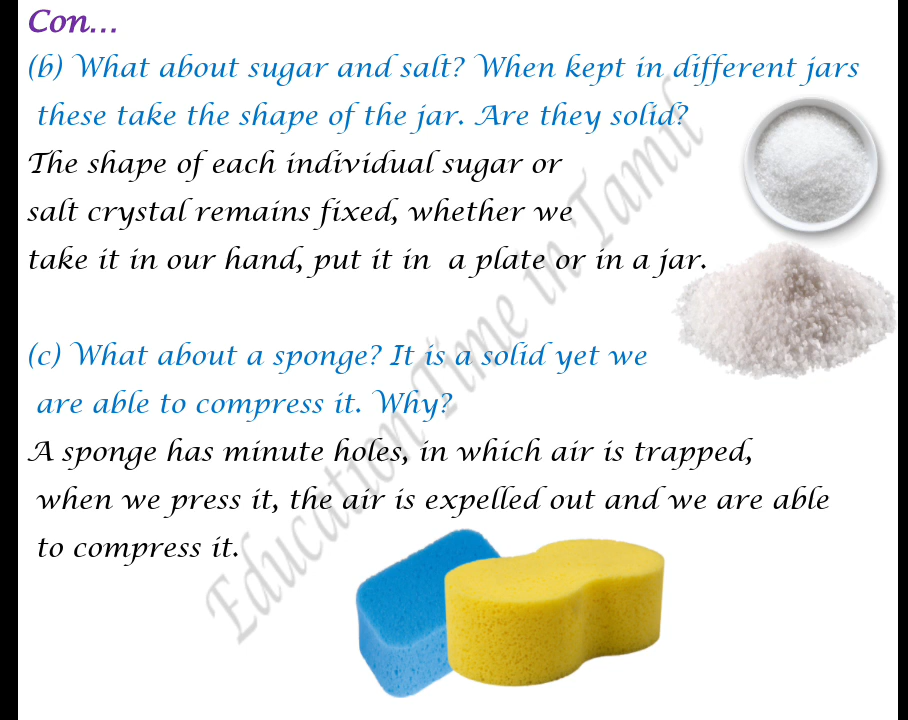 Con...
(b) What about sugar and salt? When kept in different jars
these take the shape of the jar. Are they solid?
The shape of each individual sugar or
salt crystal remains fixed, whether we
take it in our hand, put it in a plate or in a jar.
(c) What about a sponge? It is a solid yet we
are able to compress it. Why?
A sponge has minute holes, in which air is trapped,
when we press it, the air is expelled out and we are able
to compress it.
Education Time in Tamil